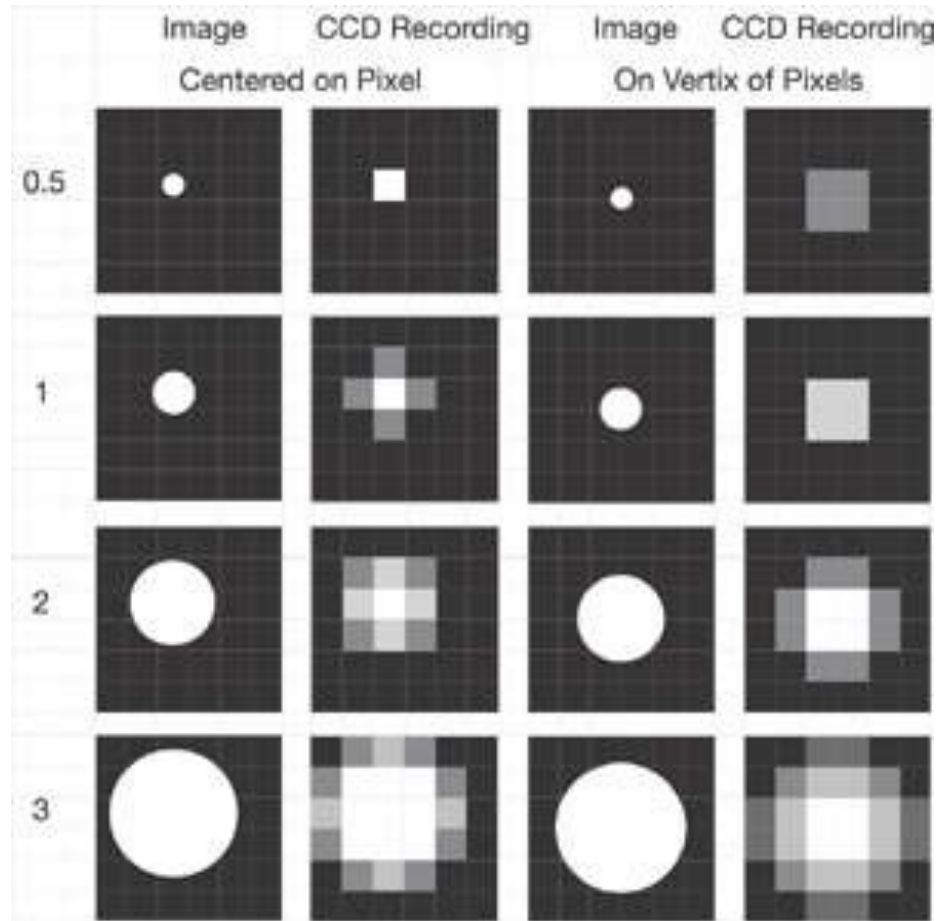 Image CCD Recording Image CCD Recording
Centered on Pixel On Vertix of Pixels
0.5
1
2
3